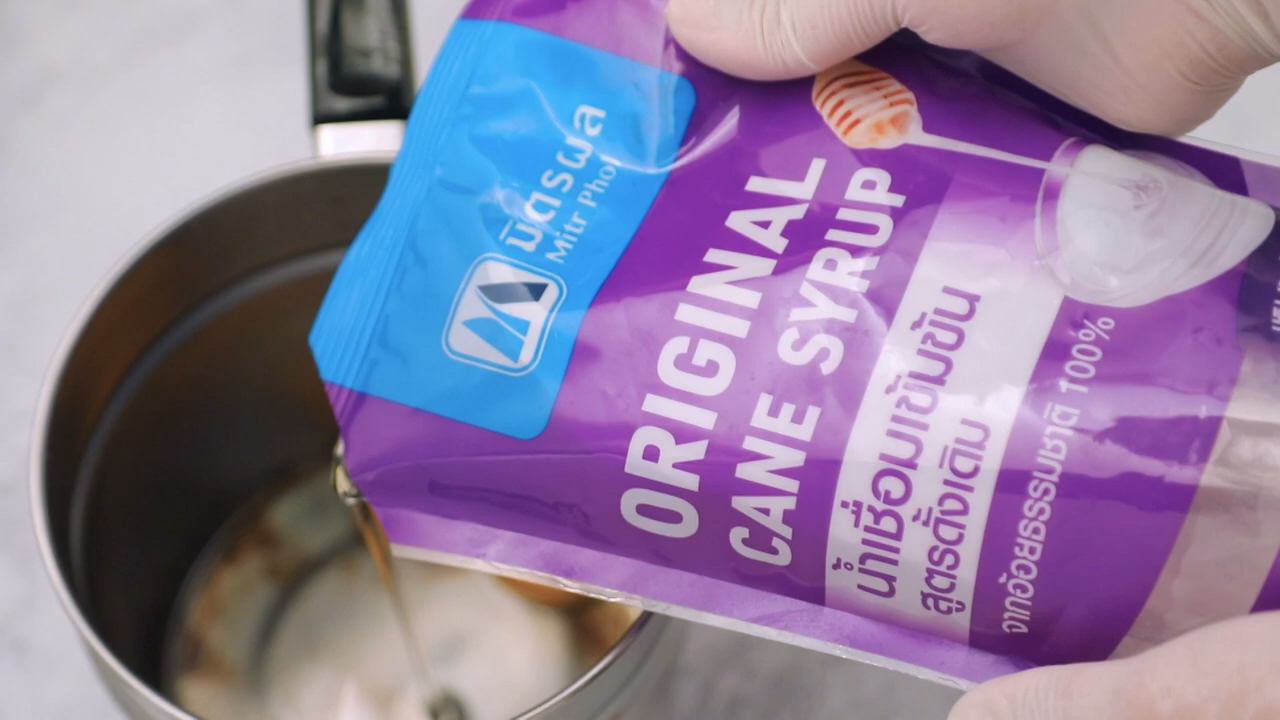 มิตรผล
Mitr Phol
ORIGINAL
CANE SYRUP
น้ำเชื่อมเข้มข้น
สูตรดั้งเดิม
จากอ้อยธรรมชาติ 100%